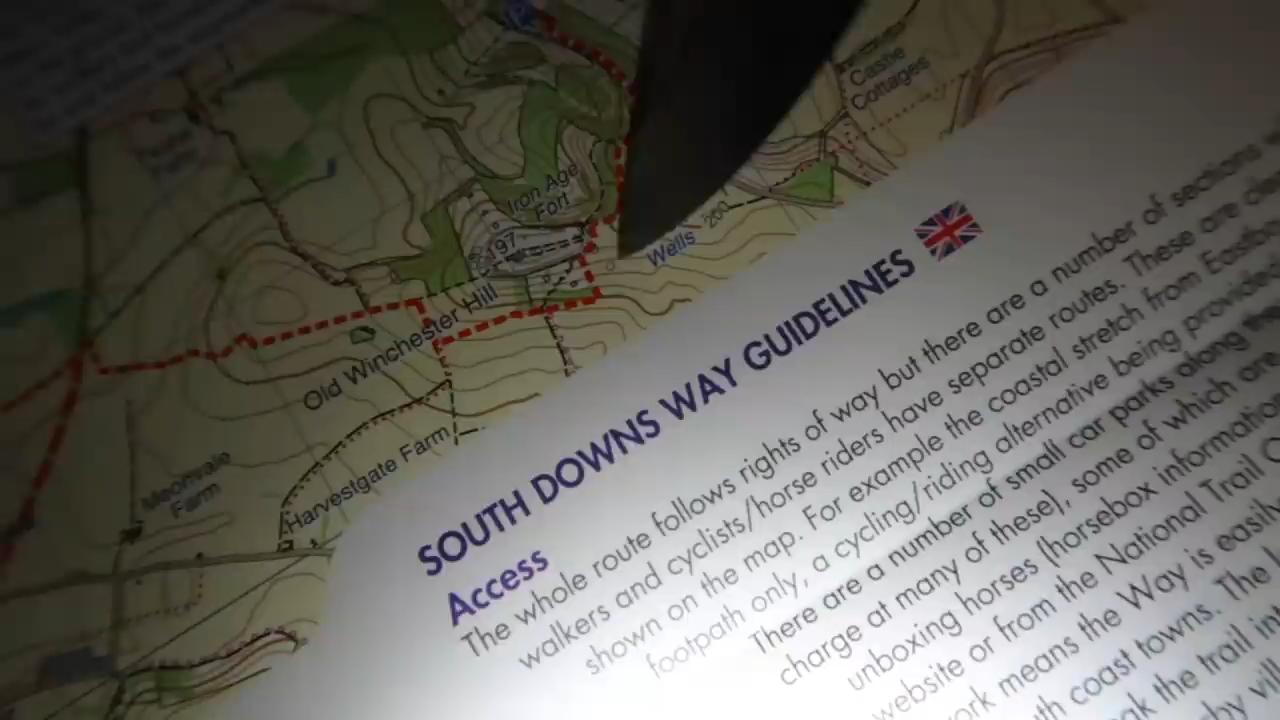 Castle
Cottages
Iron Age
Fort
197
Wells
200
Old Winchester Hill
Harvestgate Farm
Meonvale
Farm
SOUTH DOWNS WAY GUIDELINES
Access
The whole route follows rights of way but there are a number of sections
walkers and cyclists/horse riders have separate routes. These are
shown on the map. For example the coastal stretch from
footpath only, a cycling/riding alternative being provided
There are a number of small car parks along
charge at many of these), some of which are
unboxing horses (horsebox information
website or from the National Trail
means the Way is easily
coast towns. The
the trail